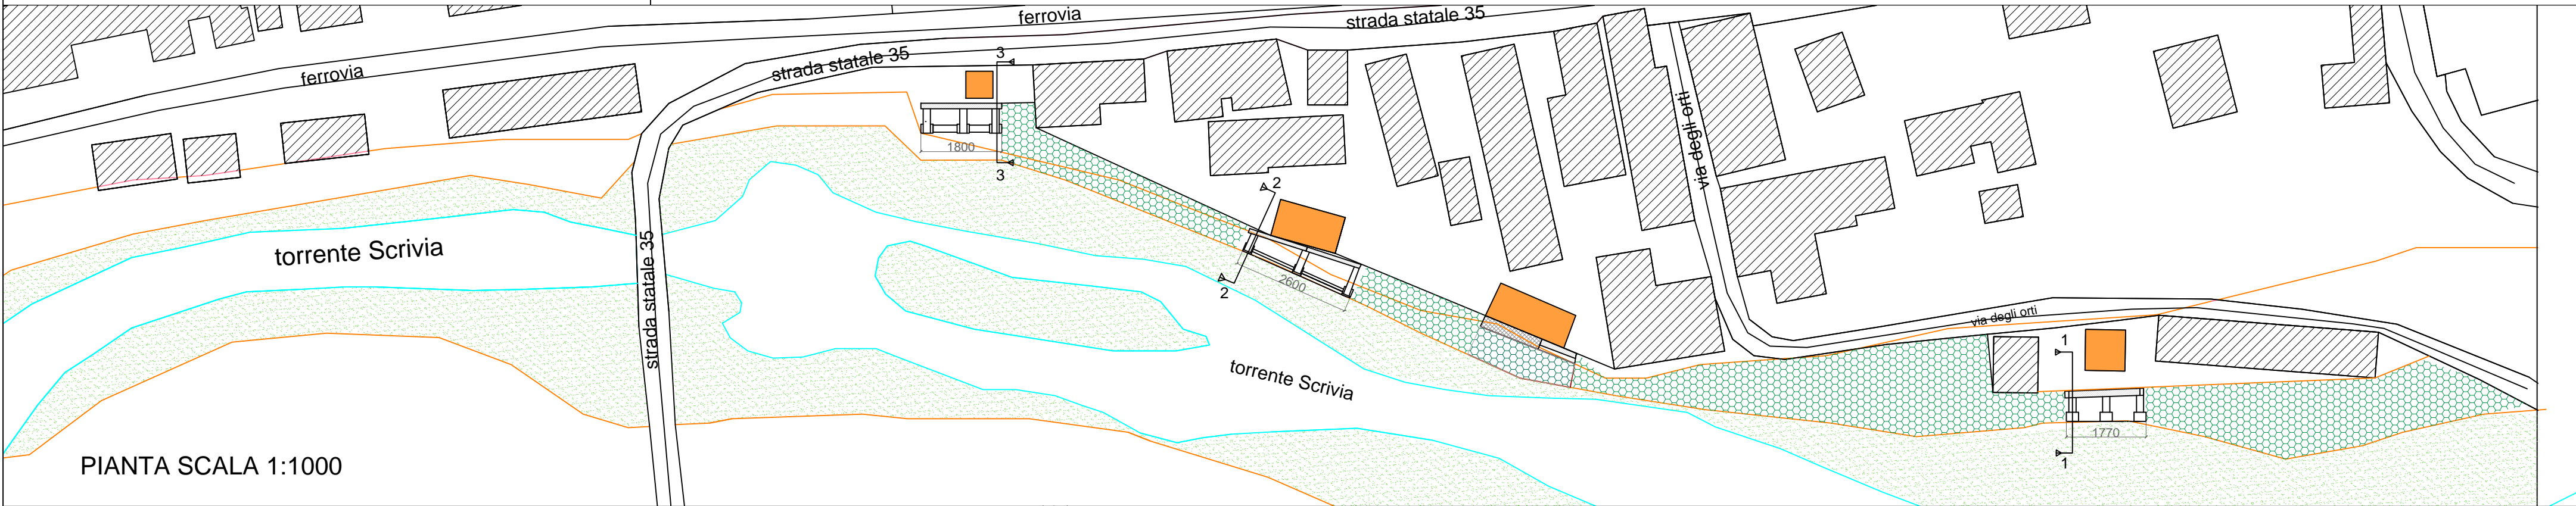 ferrovia
strada statale 35
ferrovia
strada statale 35
3
1800
3
via degli orti
2
2600
2
torrente Scrivia
strada statale 35
torrente Scrivia
via degli orti
1
1770
1
PIANTA SCALA 1:1000